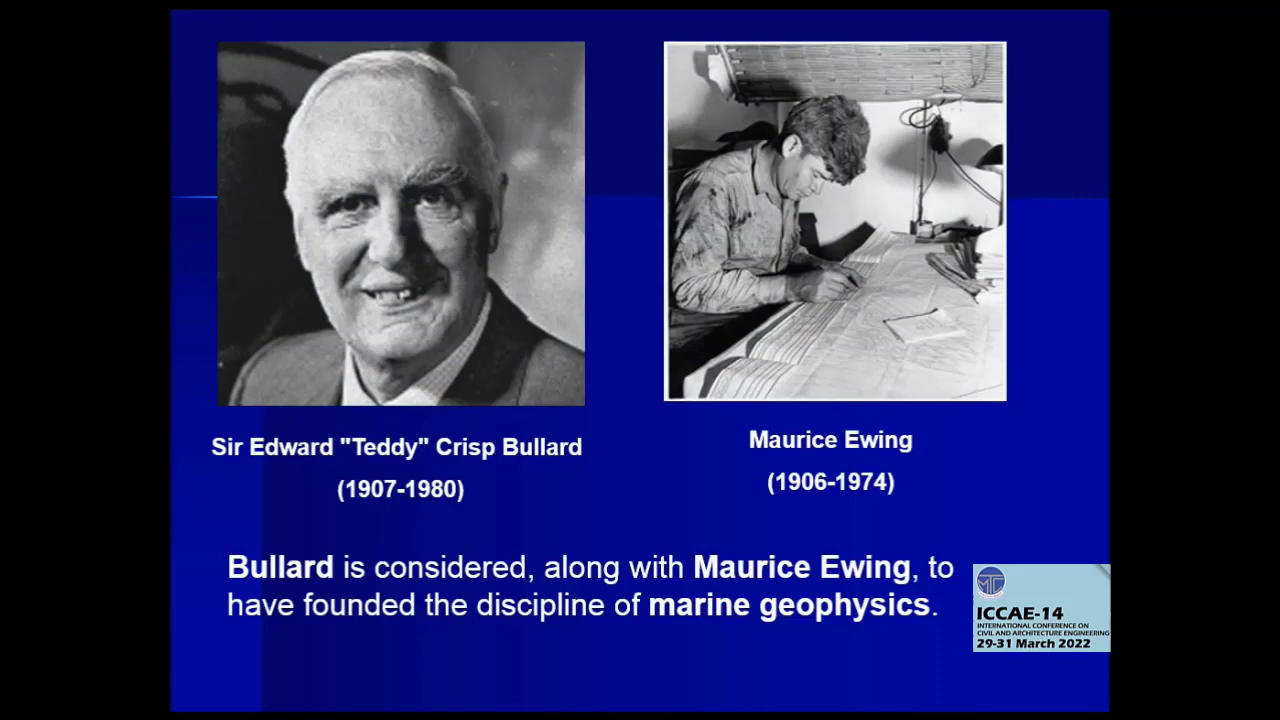 Sir Edward "Teddy" Crisp Bullard
(1907-1980)
Maurice Ewing
(1906-1974)
Bullard is considered, along with Maurice Ewing, to
have founded the discipline of marine geophysics.
MTC
ICCAE-14
INTERNATIONAL CONFERENCE ON
CIVIL AND ARCHITECTURE ENGINEERING
29-31 March 2022